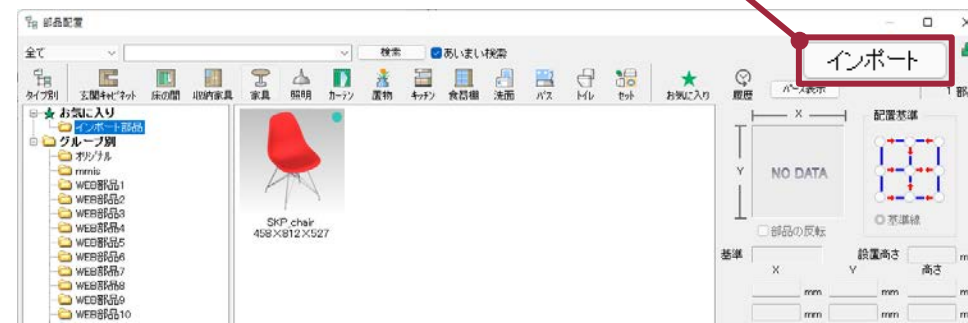 部品配置
全て
検索
あいまい検索
インポート
タイプ別
玄関キャビネット
床の間
収納家具
家具
照明
カーテン
置物
キッチン
食器棚
洗面
バス
トイレ
セット
お気に入り
履歴
パース表示
1 部
お気に入り
インポート部品
グループ別
オリジナル
mmis
WEB部品1
WEB部品2
WEB部品3
WEB部品4
WEB部品5
WEB部品6
WEB部品7
WEB部品8
WEB部品9
WEB部品10
SKP chair
458×812×527
X
Y
NO DATA
配置基準
基準線
部品の反転
基準
設置高さ
m
X
Y
高さ
mm
mm
m
mm
mm
m